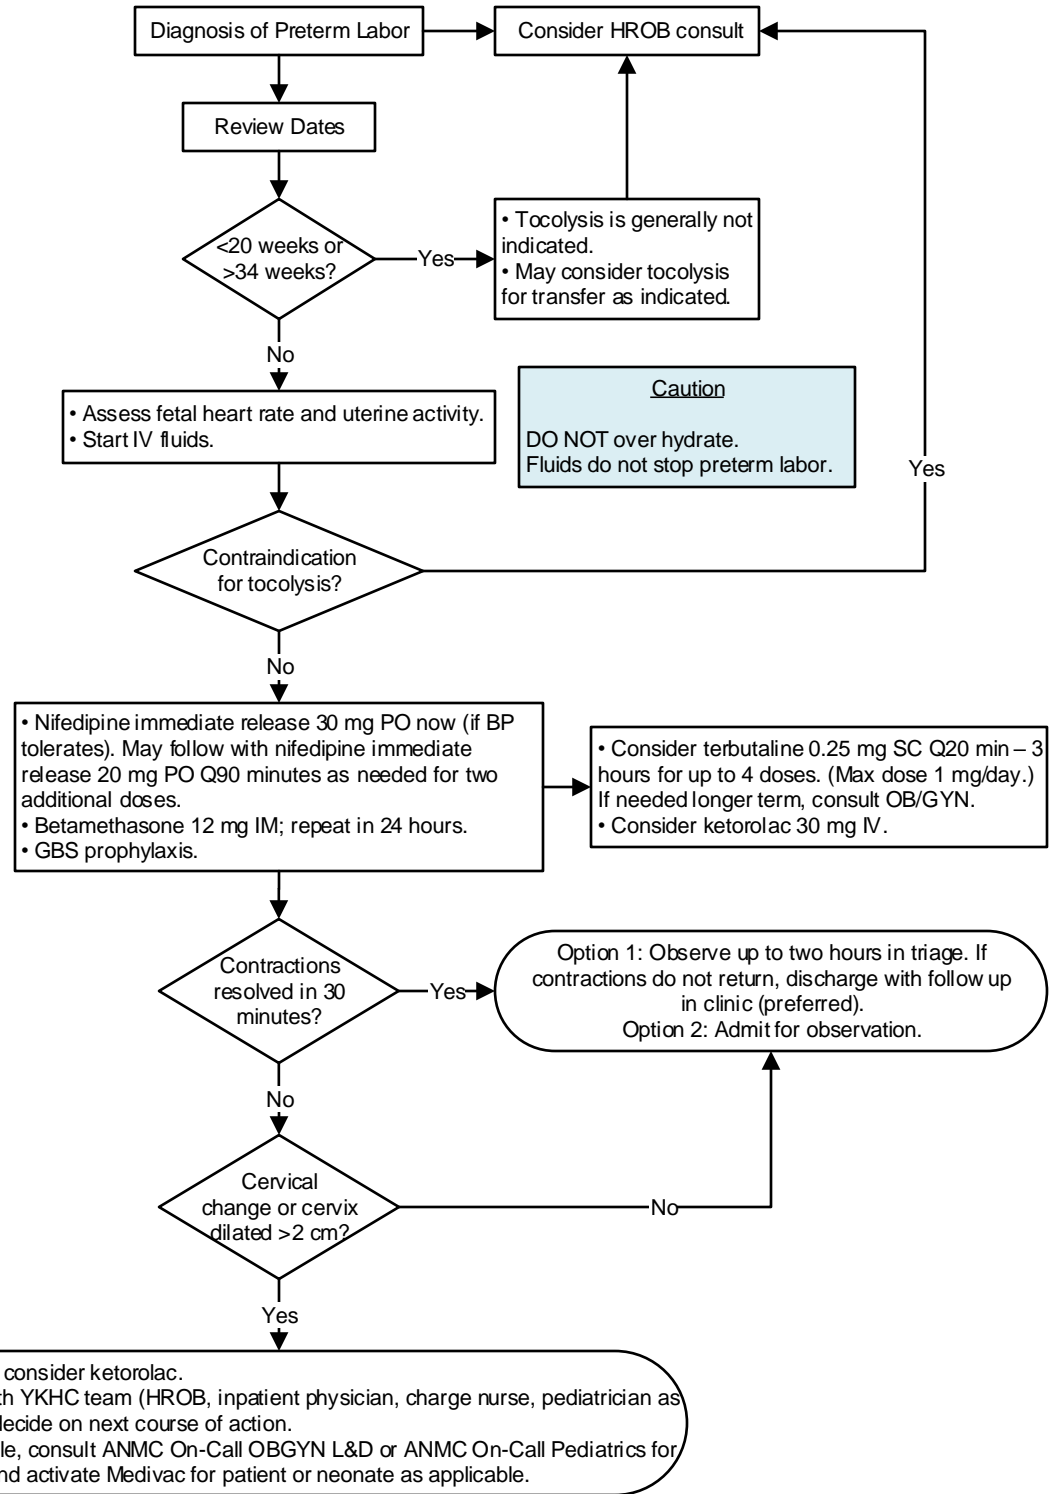 Diagnosis of Preterm Labor
Consider HROB consult
Review Dates
<20 weeks or
>34 weeks?
Yes
• Tocolysis is generally not
indicated.
• May consider tocolysis
for transfer as indicated.
No
• Assess fetal heart rate and uterine activity.
• Start IV fluids.
Caution
DO NOT over hydrate.
Fluids do not stop preterm labor.
Yes
Contraindication
for tocolysis?
No
• Nifedipine immediate release 30 mg PO now (if BP
tolerates). May follow with nifedipine immediate
release 20 mg PO Q90 minutes as needed for two
additional doses.
• Betamethasone 12 mg IM; repeat in 24 hours.
• GBS prophylaxis.
• Consider terbutaline 0.25 mg SC Q20 min – 3
hours for up to 4 doses. (Max dose 1 mg/day.)
If needed longer term, consult OB/GYN.
• Consider ketorolac 30 mg IV.
Contractions
resolved in 30
minutes?
Yes
Option 1: Observe up to two hours in triage. If
contractions do not return, discharge with follow up
in clinic (preferred).
Option 2: Admit for observation.
No
Cervical
change or cervix
dilated >2 cm?
No
Yes
consider ketorolac.
YKHC team (HROB, inpatient physician, charge nurse, pediatrician as
decide on next course of action.
consult ANMC On-Call OBGYN L&D or ANMC On-Call Pediatrics for
activate Medivac for patient or neonate as applicable.